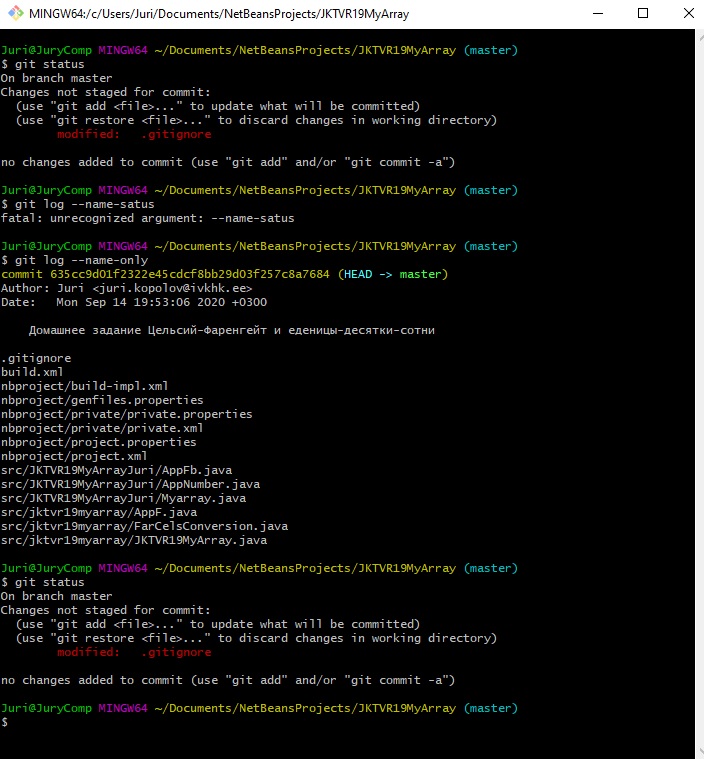 MINGW64:/c/Users/Juri/Documents/NetBeansProjects/JKTVR19MyArray
Juri@JuryComp MINGW64 ~/Documents/NetBeansProjects/JKTVR19MyArray (master)
$ git status
On branch master
Changes not staged for commit:
  (use "git add <file>..." to update what will be committed)
  (use "git restore <file>..." to discard changes in working directory)
        modified:   .gitignore
no changes added to commit (use "git add" and/or "git commit -a")
Juri@JuryComp MINGW64 ~/Documents/NetBeansProjects/JKTVR19MyArray (master)
$ git log --name-satus
fatal: unrecognized argument: --name-satus
Juri@JuryComp MINGW64 ~/Documents/NetBeansProjects/JKTVR19MyArray (master)
$ git log --name-only
commit 635cc9d01f2322e45cdcf8bb29d03f257c8a7684 (HEAD -> master)
Author: Juri <juri.kopolov@ivkhk.ee>
Date:   Mon Sep 14 19:53:06 2020 +0300
    Домашнее задание Цельсий-Фаренгейт и еденицы-десятки-сотни
.gitignore
build.xml
nbproject/build-impl.xml
nbproject/genfiles.properties
nbproject/private/private.properties
nbproject/private/private.xml
nbproject/project.properties
nbproject/project.xml
src/JKTVR19MyArrayJuri/AppFb.java
src/JKTVR19MyArrayJuri/AppNumber.java
src/JKTVR19MyArrayJuri/Myarray.java
src/jktvr19myarray/AppF.java
src/jktvr19myarray/FarCelsConversion.java
src/jktvr19myarray/JKTVR19MyArray.java
Juri@JuryComp MINGW64 ~/Documents/NetBeansProjects/JKTVR19MyArray (master)
$ git status
On branch master
Changes not staged for commit:
  (use "git add <file>..." to update what will be committed)
  (use "git restore <file>..." to discard changes in working directory)
        modified:   .gitignore
no changes added to commit (use "git add" and/or "git commit -a")
Juri@JuryComp MINGW64 ~/Documents/NetBeansProjects/JKTVR19MyArray (master)
$